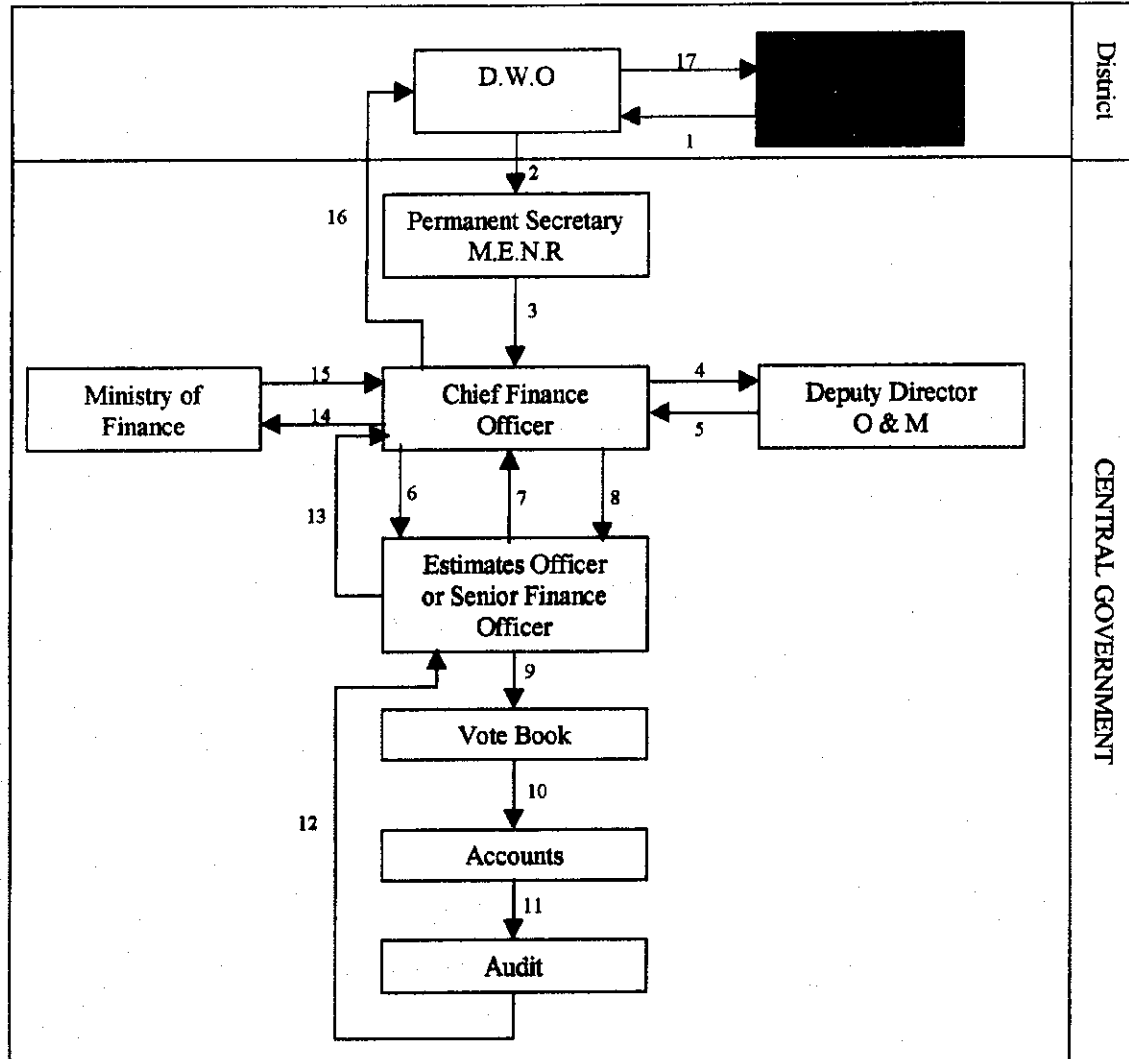 D.W.O
17
1
District
2
Permanent Secretary
M.E.N.R
16
3
Ministry of
Finance
15
14
Chief Finance
Officer
4
5
Deputy Director
O & M
6
7
8
13
Estimates Officer
or Senior Finance
Officer
CENTRAL GOVERNMENT
9
Vote Book
10
12
Accounts
11
Audit